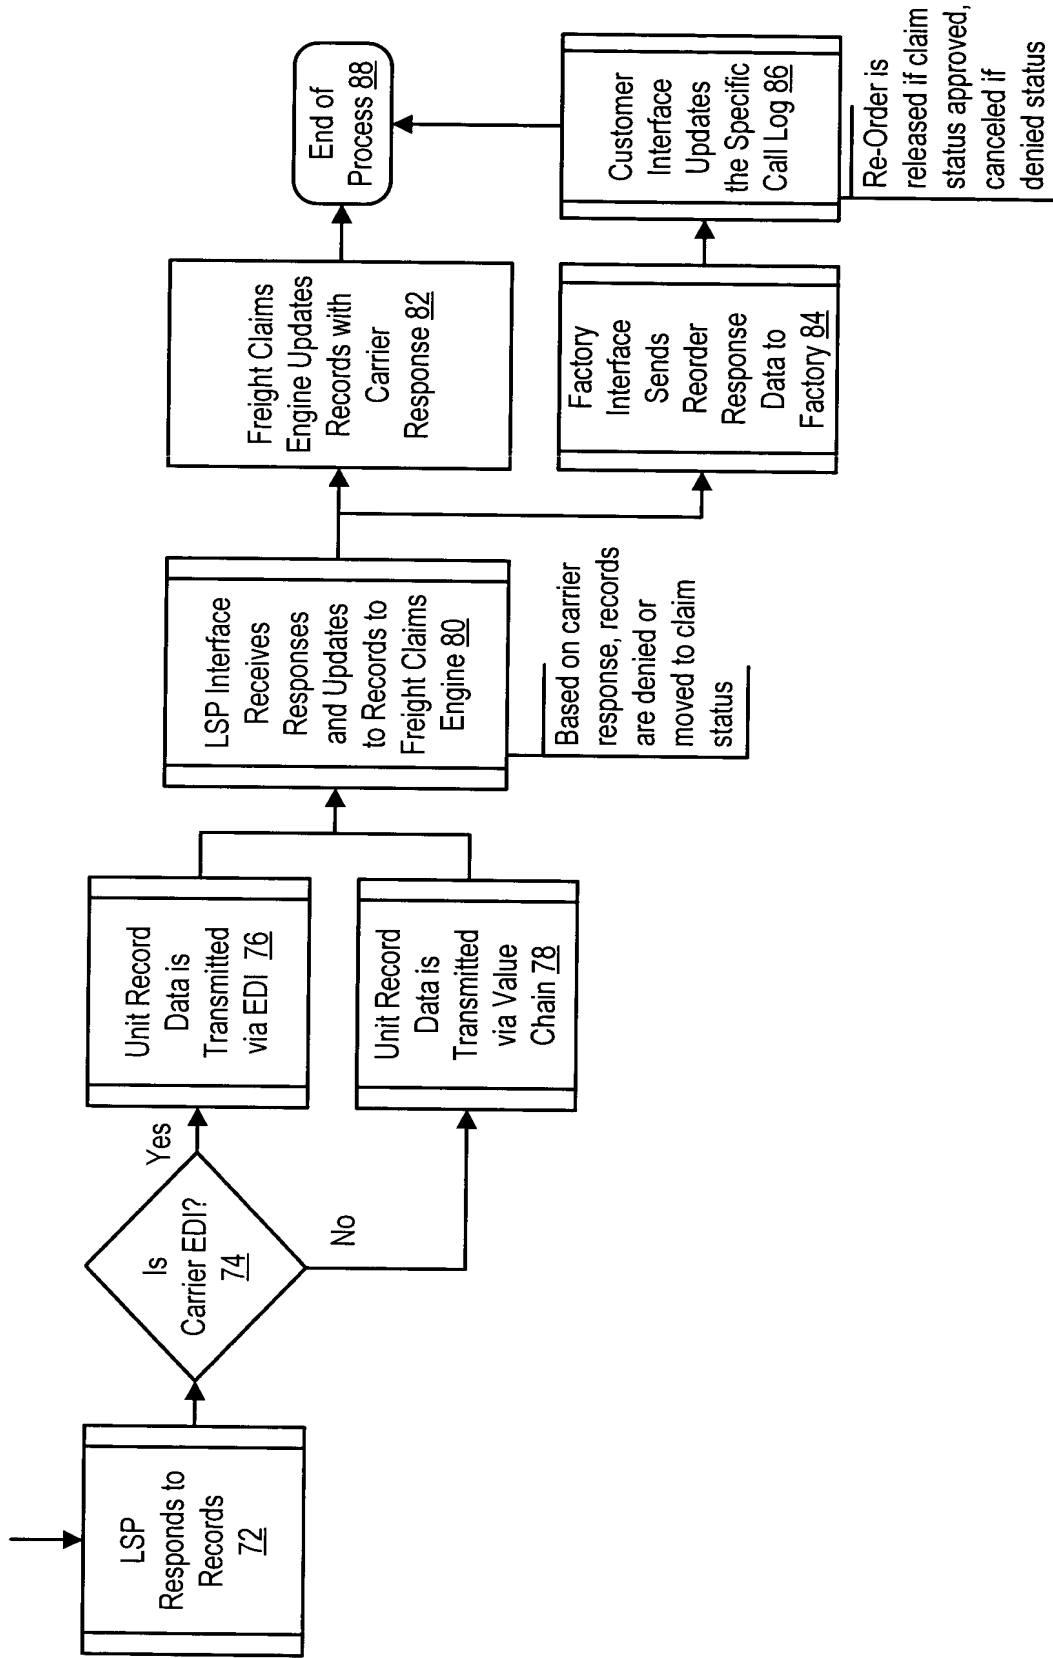 LSP
Responds to
Records
72
Is
Carrier EDI?
74
Yes
No
Unit Record
Data is
Transmitted
via EDI 76
Unit Record
Data is
Transmitted
via Value
Chain 78
LSP Interface
Receives
Responses
and Updates
to Records to
Freight Claims
Engine 80
Based on carrier
response, records
are denied or
moved to claim
status
Freight Claims
Engine Updates
Records with
Carrier
Response 82
Factory
Interface
Sends
Reorder
Response
Data to
Factory 84
End of
Process 88
Customer
Interface
Updates
the Specific
Call Log 86
Re-Order is
released if claim
status approved,
canceled if
denied status